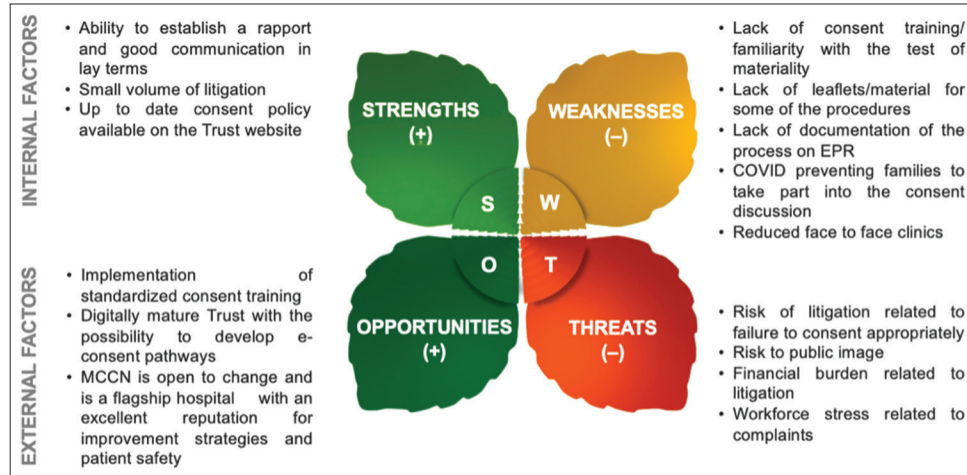 INTERNAL FACTORS
• Ability to establish a rapport
and good communication in
lay terms
• Small volume of litigation
• Up to date consent policy
available on the Trust website
STRENGTHS
(+)
WEAKNESSES
(–)
• Lack of consent training/
familiarity with the test of
materiality
• Lack of leaflets/material for
some of the procedures
• Lack of documentation of the
process on EPR
• COVID preventing families to
take part into the consent
discussion
• Reduced face to face clinics
S
W
O
T
EXTERNAL FACTORS
• Implementation of
standardized consent training
• Digitally mature Trust with the
possibility to develop e-
consent pathways
• MCCN is open to change and
is a flagship hospital with an
excellent reputation for
improvement strategies and
patient safety
OPPORTUNITIES
(+)
THREATS
(–)
• Risk of litigation related to
failure to consent appropriately
• Risk to public image
• Financial burden related to
litigation
• Workforce stress related to
complaints